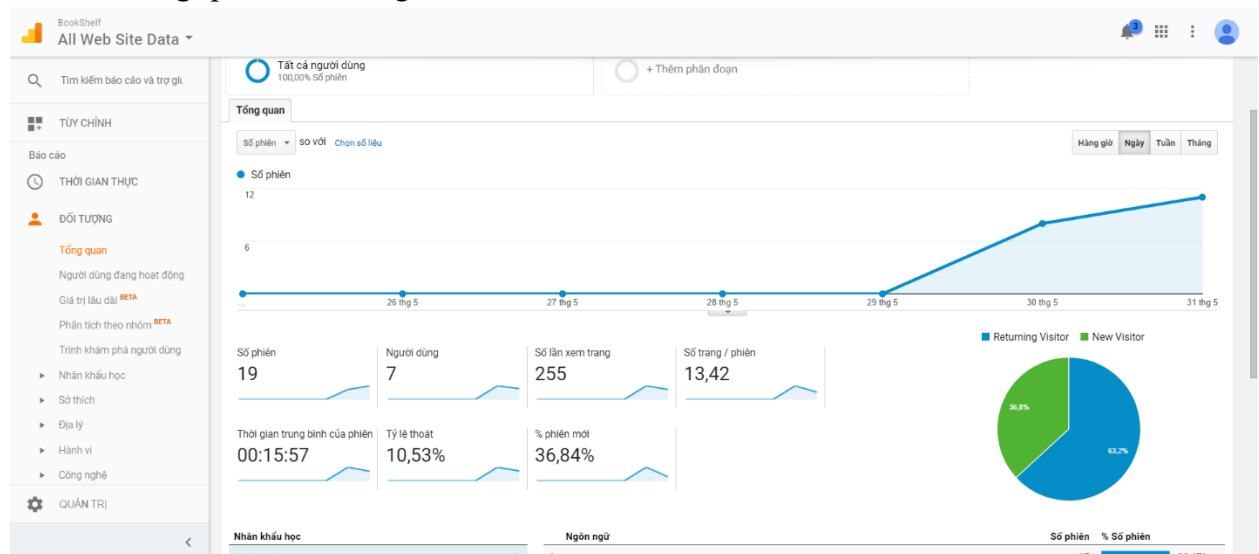 BookShelf
All Web Site Data
3
Tìm kiếm báo cáo và trợ giú
TÙY CHỈNH
Báo cáo
THỜI GIAN THỰC
ĐỐI TƯỢNG
Tổng quan
Người dùng đang hoạt động
Giá trị lâu dài BETA
Phân tích theo nhóm BETA
Trình khám phá người dùng
Nhân khẩu học
Sở thích
Địa lý
Hành vi
Công nghệ
QUẢN TRỊ
Tất cả người dùng
100,00% Số phiên
+ Thêm phân đoạn
Tổng quan
Số phiên so với Chọn số liệu
Hàng giờ Ngày Tuần Tháng
Số phiên
12
6
... 26 thg 5 27 thg 5 28 thg 5 29 thg 5 30 thg 5 31 thg 5
Returning Visitor New Visitor
36,8%
63,2%
Số phiên Người dùng Số lần xem trang Số trang / phiên
19 7 255 13,42
Thời gian trung bình của phiên Tỷ lệ thoát % phiên mới
00:15:57 10,53% 36,84%
Nhân khẩu học Ngôn ngữ Số phiên % Số phiên